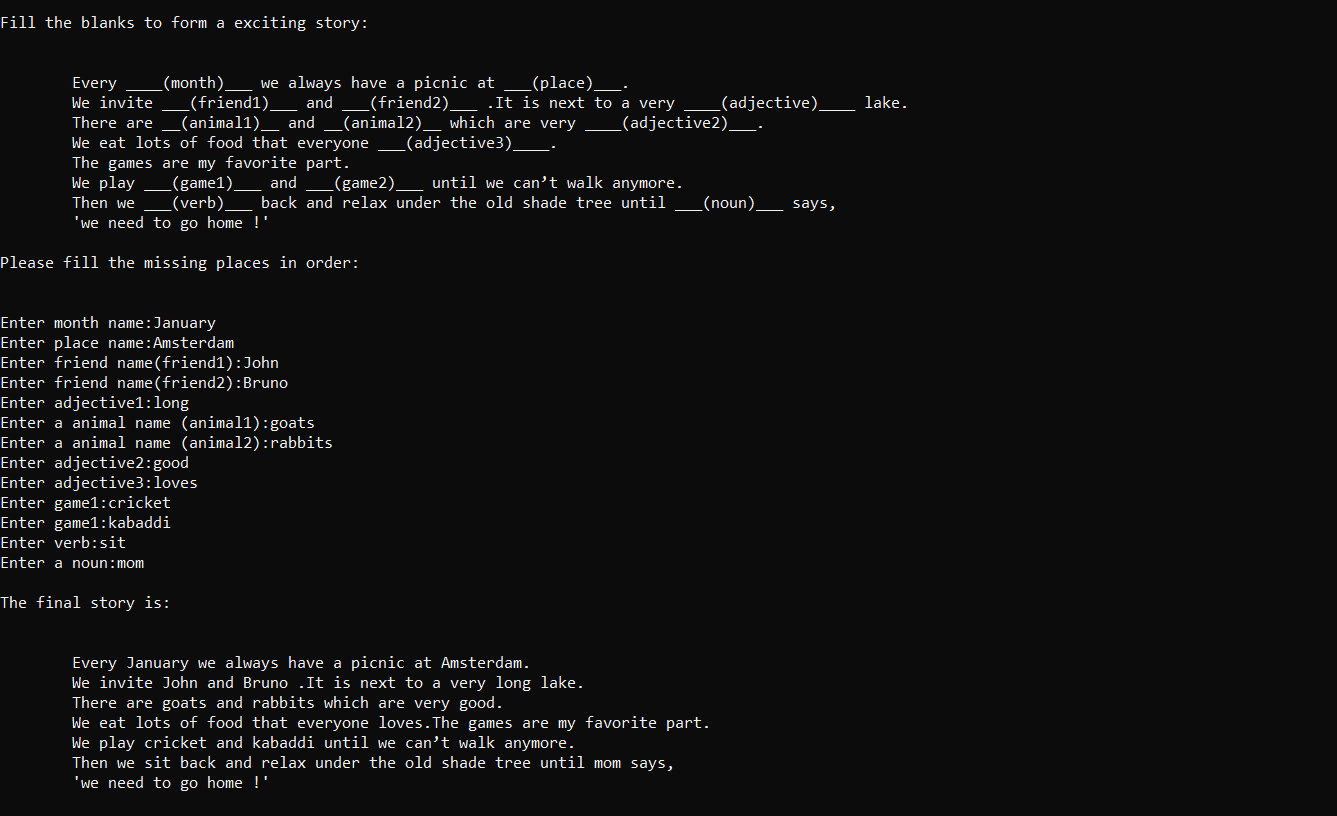 Fill the blanks to form a exciting story:
Every ____(month)___ we always have a picnic at ___(place)___.
We invite ___(friend1)___ and ___(friend2)___ .It is next to a very ____(adjective)____ lake.
There are __(animal1)__ and __(animal2)__ which are very ____(adjective2)___.
We eat lots of food that everyone ___(adjective3)____.
The games are my favorite part.
We play ___(game1)___ and ___(game2)___ until we can’t walk anymore.
Then we ___(verb)___ back and relax under the old shade tree until ___(noun)___ says,
'we need to go home !'
Please fill the missing places in order:
Enter month name:January
Enter place name:Amsterdam
Enter friend name(friend1):John
Enter friend name(friend2):Bruno
Enter adjective1:long
Enter a animal name (animal1):goats
Enter a animal name (animal2):rabbits
Enter adjective2:good
Enter adjective3:loves
Enter game1:cricket
Enter game1:kabaddi
Enter verb:sit
Enter a noun:mom
The final story is:
Every January we always have a picnic at Amsterdam.
We invite John and Bruno .It is next to a very long lake.
There are goats and rabbits which are very good.
We eat lots of food that everyone loves.The games are my favorite part.
We play cricket and kabaddi until we can’t walk anymore.
Then we sit back and relax under the old shade tree until mom says,
'we need to go home !'